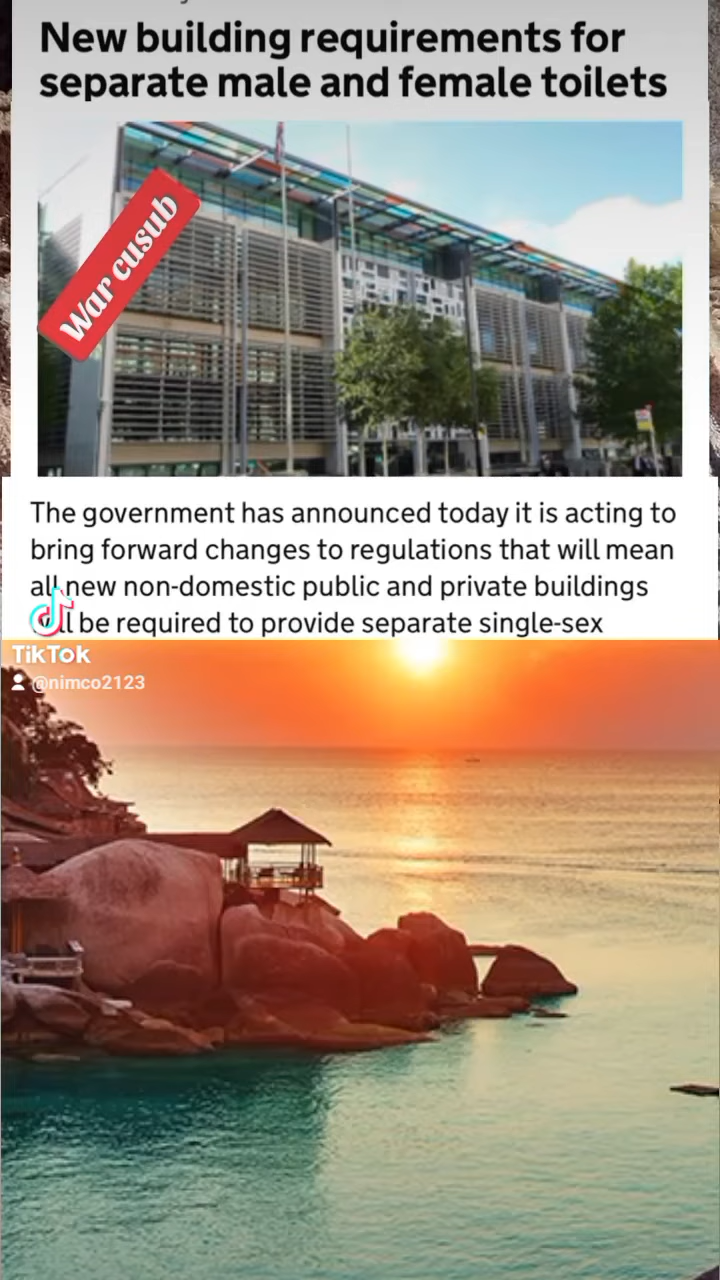 New building requirements for
separate male and female toilets
War cusub
The government has announced today it is acting to
bring forward changes to regulations that will mean
all new non-domestic public and private buildings
will be required to provide separate single-sex
TikTok
@nimco2123